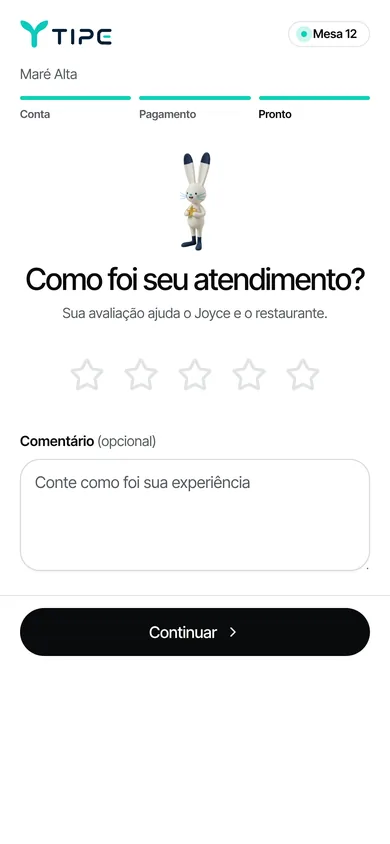 TIPE
Mesa 12
Maré Alta
Conta
Pagamento
Pronto
Como foi seu atendimento?
Sua avaliação ajuda o Joyce e o restaurante.
Comentário (opcional)
Conte como foi sua experiência
Continuar